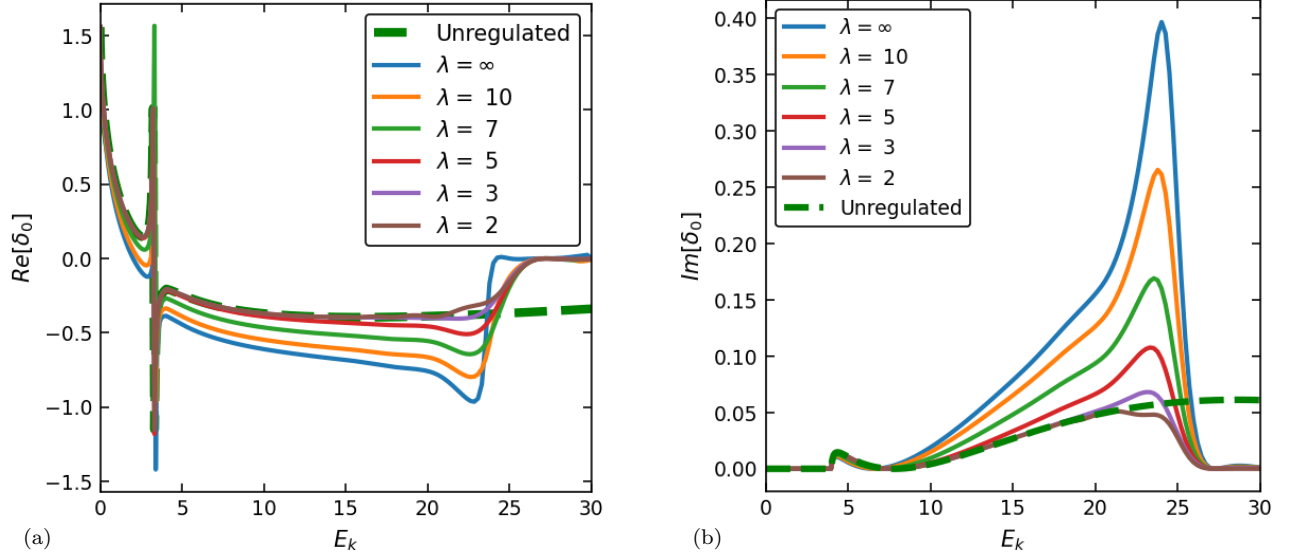 1.5
1.0
0.5
0.0
−0.5
−1.0
−1.5
Re[δ0]
Unregulated
λ = ∞
λ = 10
λ = 7
λ = 5
λ = 3
λ = 2
0 5 10 15 20 25 30
Ek
(a)
0.40
0.35
0.30
0.25
0.20
0.15
0.10
0.05
0.00
Im[δ0]
λ = ∞
λ = 10
λ = 7
λ = 5
λ = 3
λ = 2
Unregulated
0 5 10 15 20 25 30
Ek
(b)